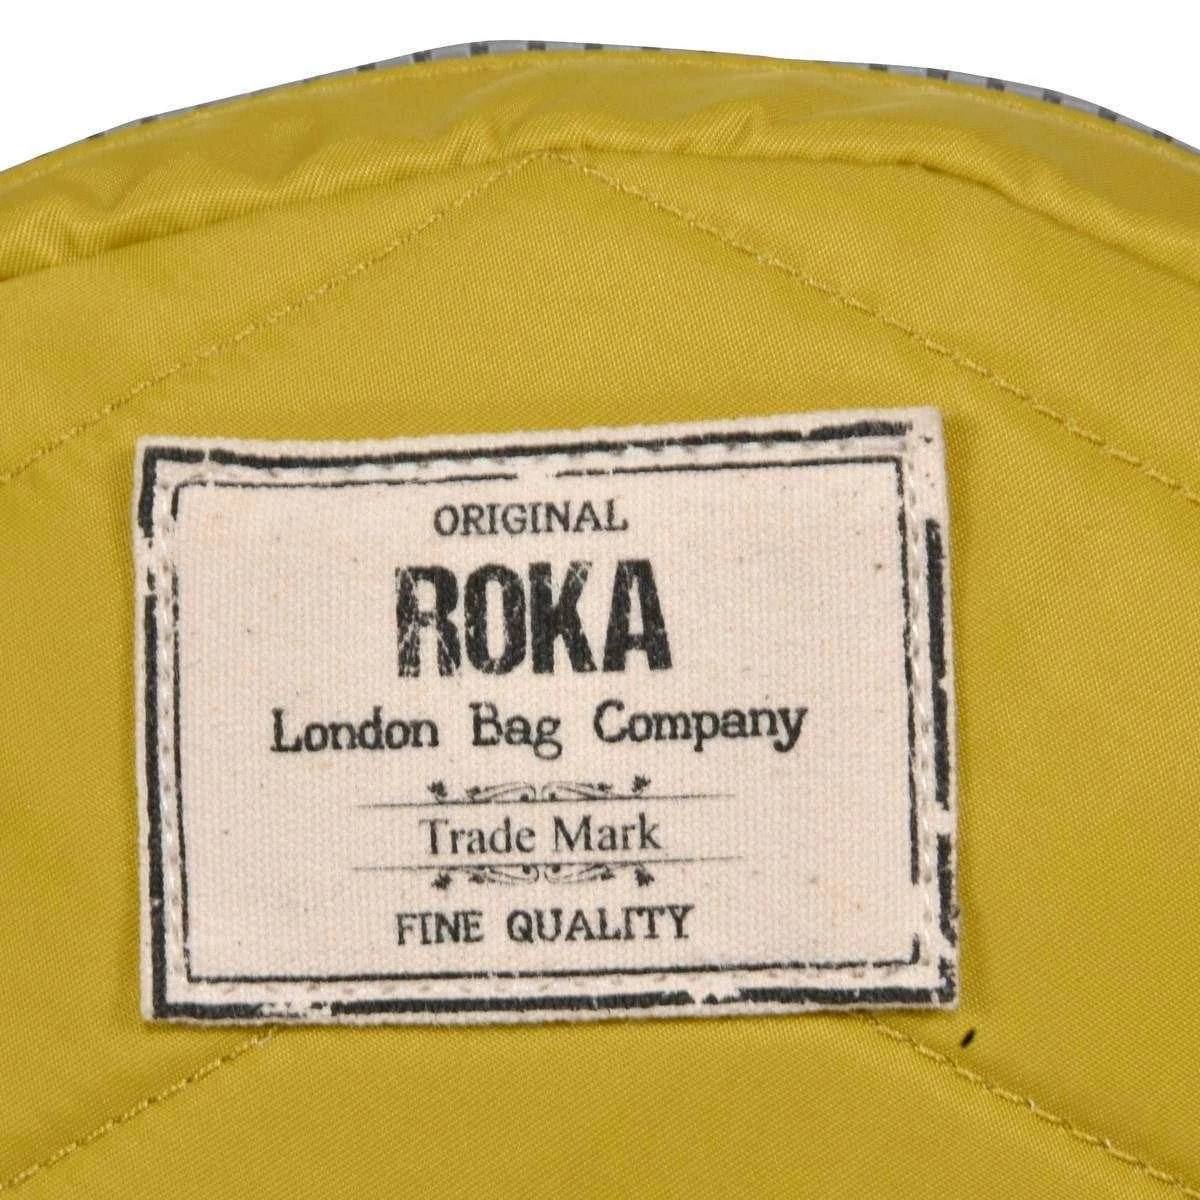 ORIGINAL
ROKA
London Bag Company
Trade Mark
FINE QUALITY